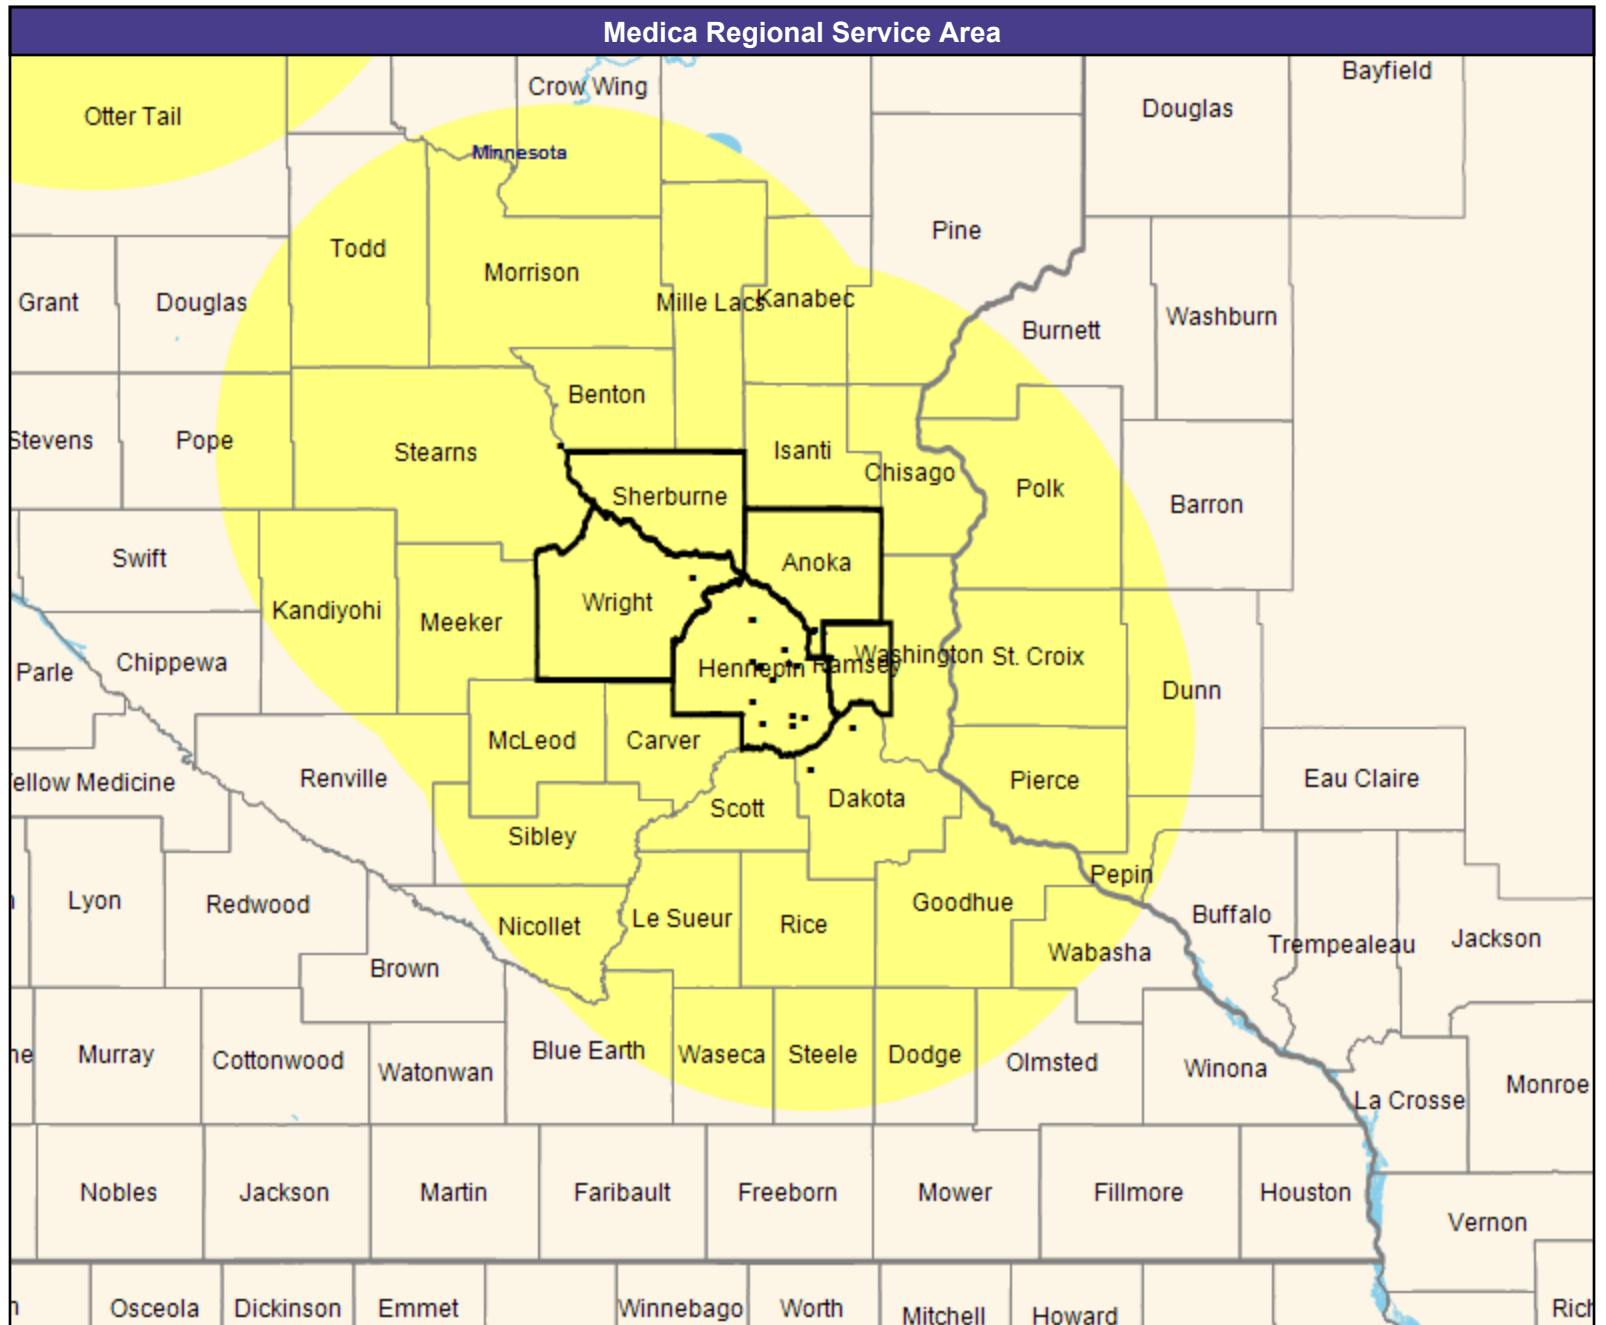 Medica Regional Service Area
Bayfield
Crow Wing
Douglas
Otter Tail
Minnesota
Pine
Todd
Morrison
Grant
Douglas
Mille Lacs
Kanabec
Washburn
Burnett
Benton
Stevens
Pope
Stearns
Isanti
Chisago
Polk
Sherburne
Barron
Swift
Anoka
Wright
Kandiyohi
Meeker
Washington
St. Croix
Parle
Chippewa
Hennepin
Ramsey
Dunn
McLeod
Carver
Renville
ellow Medicine
Pierce
Eau Claire
Scott
Dakota
Sibley
Pepin
Lyon
Redwood
Goodhue
Buffalo
Nicollet
Le Sueur
Rice
Trempealeau
Jackson
Wabasha
Brown
Blue Earth
Waseca
Steele
Dodge
Murray
Cottonwood
Olmsted
Winona
ne
Watonwan
Monroe
La Crosse
Nobles
Jackson
Martin
Faribault
Freeborn
Mower
Fillmore
Houston
Vernon
Osceola
Dickinson
Emmet
Winnebago
Worth
Mitchell
Howard
Rich